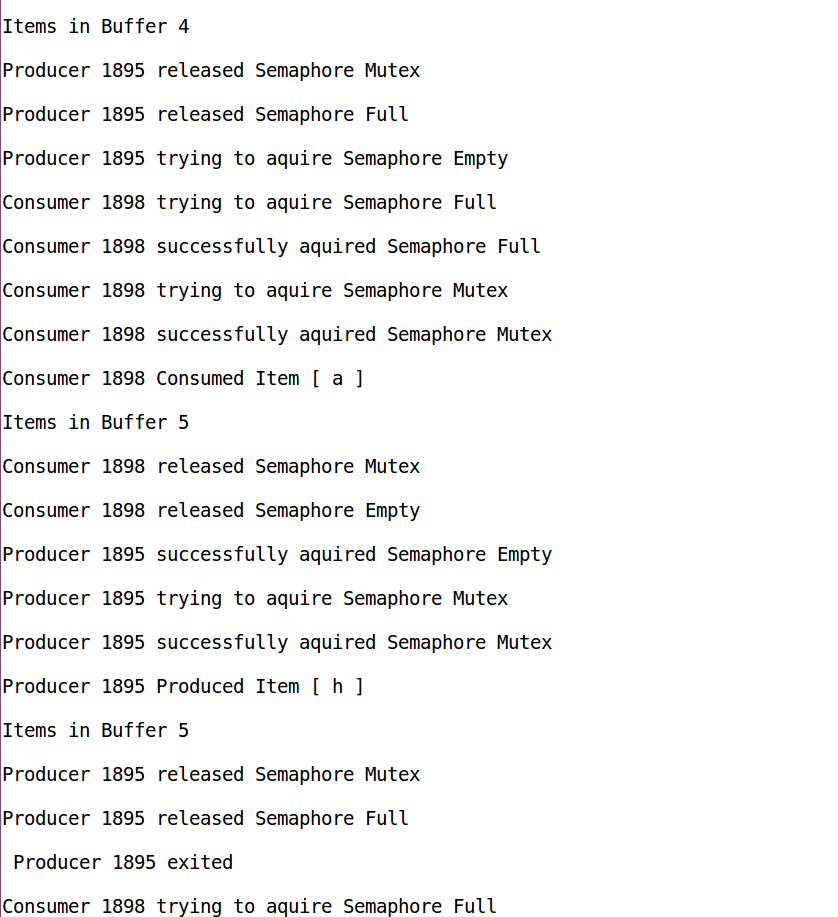 Items in Buffer 4
Producer 1895 released Semaphore Mutex
Producer 1895 released Semaphore Full
Producer 1895 trying to aquire Semaphore Empty
Consumer 1898 trying to aquire Semaphore Full
Consumer 1898 successfully aquired Semaphore Full
Consumer 1898 trying to aquire Semaphore Mutex
Consumer 1898 successfully aquired Semaphore Mutex
Consumer 1898 Consumed Item [ a ]
Items in Buffer 5
Consumer 1898 released Semaphore Mutex
Consumer 1898 released Semaphore Empty
Producer 1895 successfully aquired Semaphore Empty
Producer 1895 trying to aquire Semaphore Mutex
Producer 1895 successfully aquired Semaphore Mutex
Producer 1895 Produced Item [ h ]
Items in Buffer 5
Producer 1895 released Semaphore Mutex
Producer 1895 released Semaphore Full
Producer 1895 exited
Consumer 1898 trying to aquire Semaphore Full